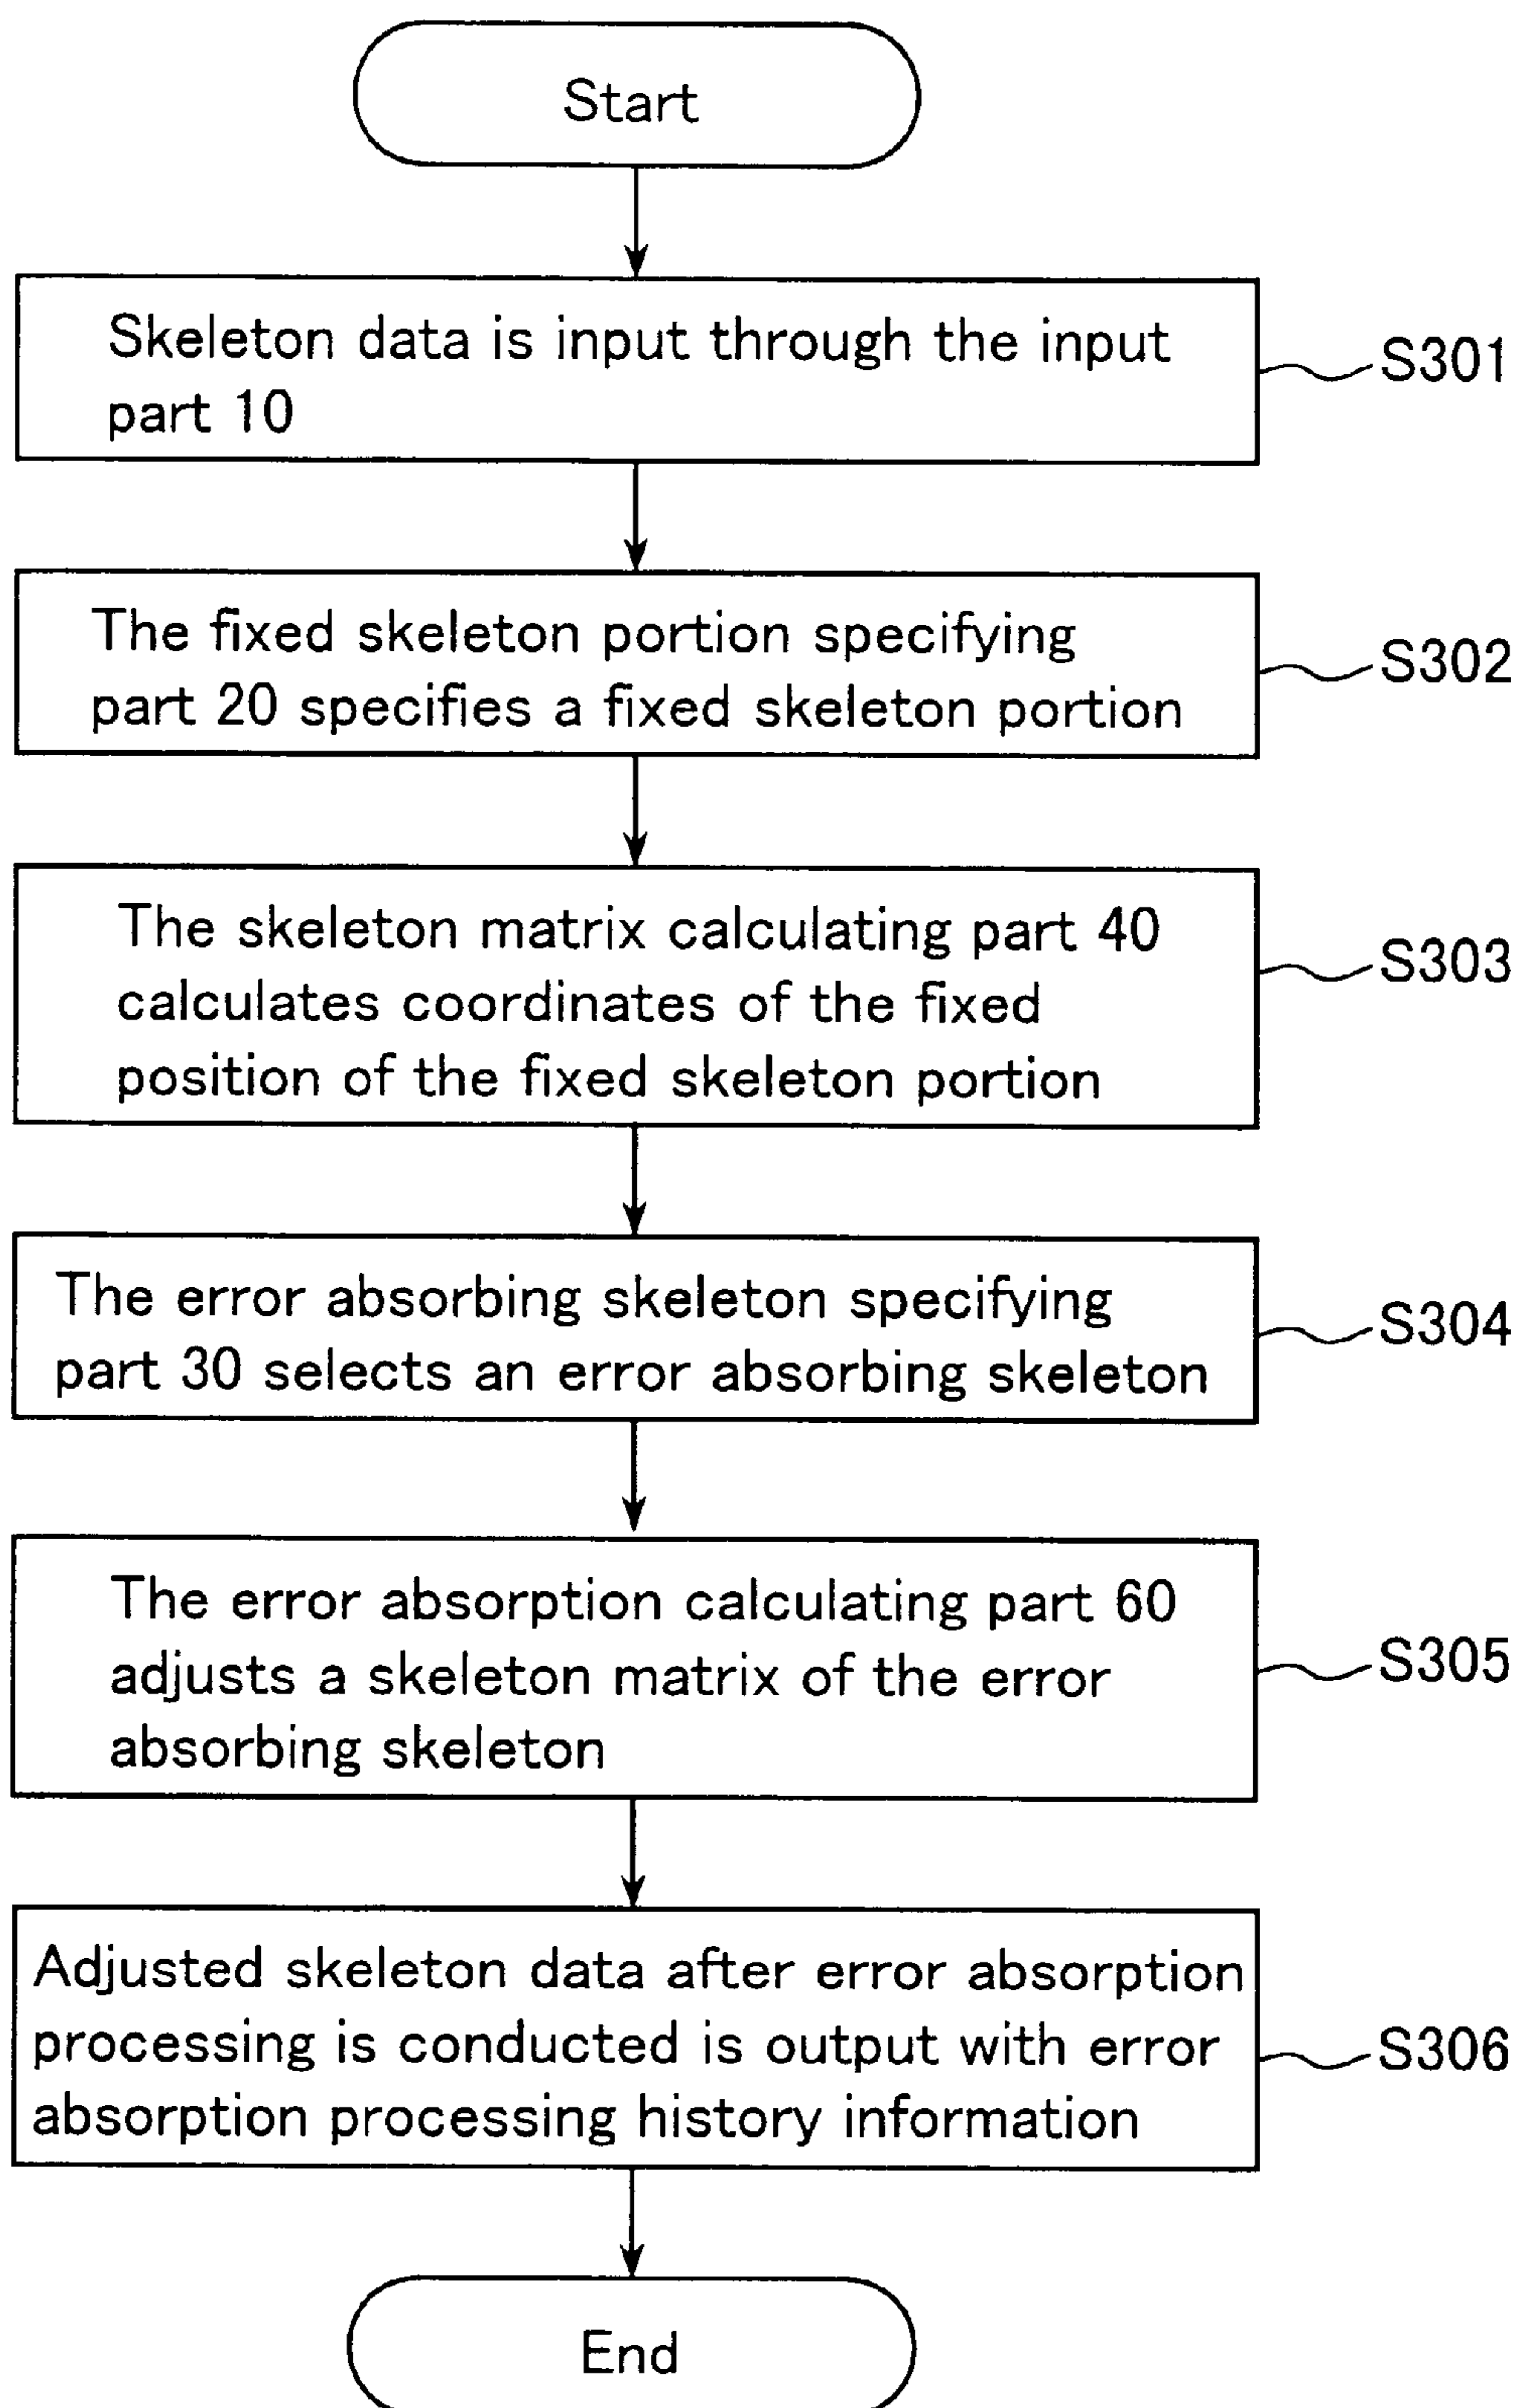 Start
Skeleton data is input through the input
part 10
S301
The fixed skeleton portion specifying
part 20 specifies a fixed skeleton portion
S302
The skeleton matrix calculating part 40
calculates coordinates of the fixed
position of the fixed skeleton portion
S303
The error absorbing skeleton specifying
part 30 selects an error absorbing skeleton
S304
The error absorption calculating part 60
adjusts a skeleton matrix of the error
absorbing skeleton
S305
Adjusted skeleton data after error absorption
processing is conducted is output with error
absorption processing history information
S306
End